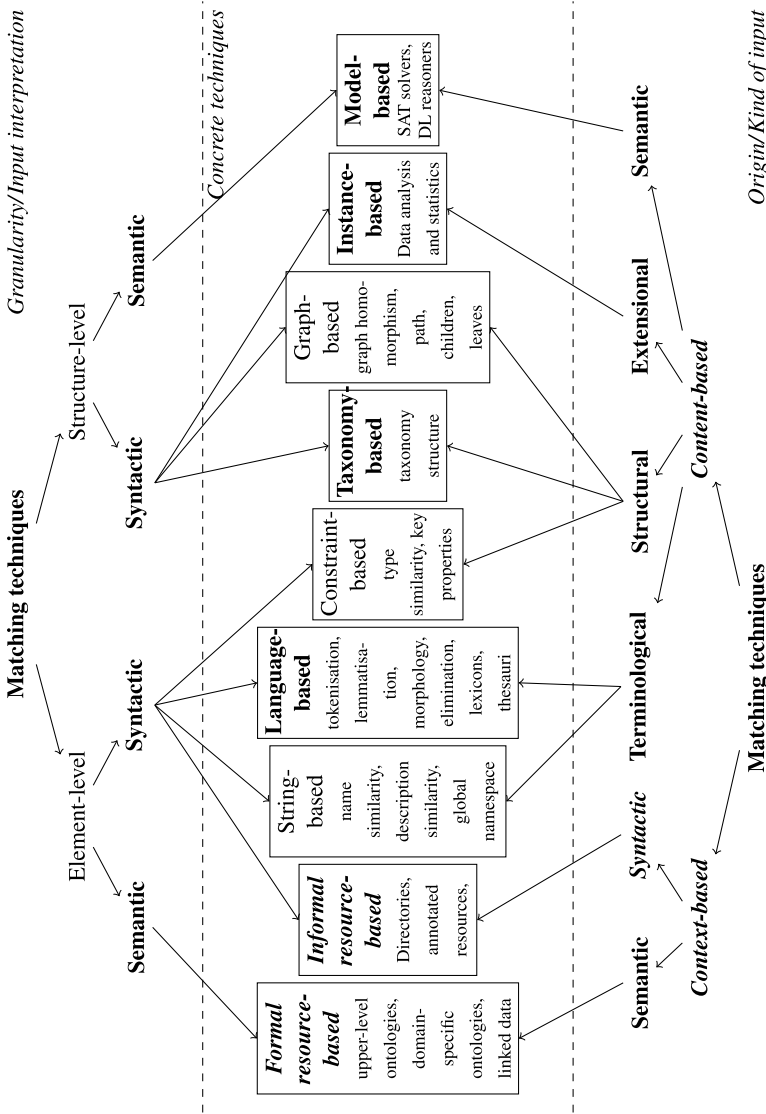 Matching techniques
Granularity/Input interpretation
Element-level
Structure-level
Semantic
Syntactic
Syntactic
Semantic
Concrete techniques
Formal
resource-
based
upper-level
ontologies,
domain-
specific
ontologies,
linked data
Informal
resource-
based
Directories,
annotated
resources,
String-
based
name
similarity,
description
similarity,
global
namespace
Language-
based
tokenisation,
lemmatisa-
tion,
morphology,
elimination,
lexicons,
thesauri
Constraint-
based
type
similarity, key
properties
Taxonomy-
based
taxonomy
structure
Graph-
based
graph homo-
morphism,
path,
children,
leaves
Instance-
based
Data analysis
and statistics
Model-
based
SAT solvers,
DL reasoners
Semantic
Syntactic
Terminological
Structural
Extensional
Semantic
Context-based
Content-based
Matching techniques
Origin/Kind of input